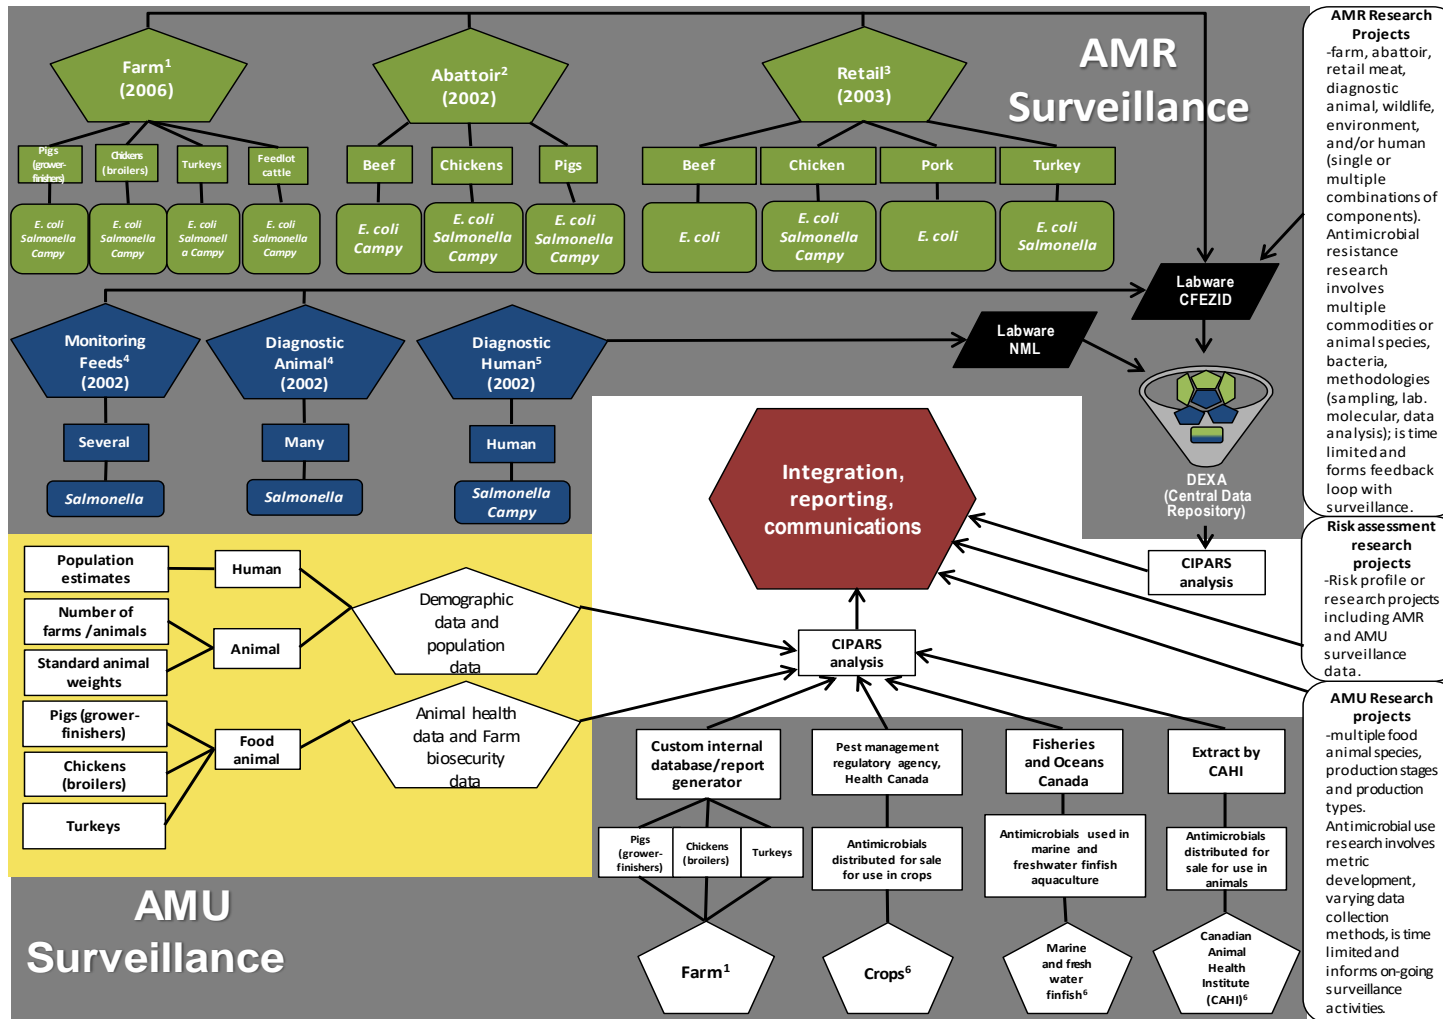 AMR
Surveillance
Farm1
(2006)
Abattoir2
(2002)
Retail3
(2003)
Pigs
(grower-
finishers)
Chickens
(broilers)
Turkeys
Feedlot
cattle
Beef
Chickens
Pigs
Beef
Chicken
Pork
Turkey
E. coli
Salmonella
Campy
E. coli
Salmonella
Campy
E. coli
Salmonell
a Campy
E. coli
Salmonella
Campy
E. coli
Campy
E. coli
Salmonella
Campy
E. coli
Salmonella
Campy
E. coli
E. coli
Salmonella
Campy
E. coli
E. coli
Salmonella
Labware
CFEZID
Monitoring
Feeds4
(2002)
Diagnostic
Animal4
(2002)
Diagnostic
Human5
(2002)
Labware
NML
Several
Many
Human
Salmonella
Salmonella
Salmonella
Campy
DEXA
(Central Data
Repository)
CIPARS
analysis
Integration,
reporting,
communications
AMR Research
Projects
-farm, abattoir,
retail meat,
diagnostic
animal, wildlife,
environment,
and/or human
(single or
multiple
combinations of
components).
Antimicrobial
resistance
research
involves
multiple
commodities or
animal species,
bacteria,
methodologies
(sampling, lab.
molecular, data
analysis); is time
limited and
forms feedback
loop with
surveillance.
Risk assessment
research
projects
-Risk profile or
research projects
including AMR
and AMU
surveillance
data.
AMU Research
projects
-multiple food
animal species,
production stages
and production
types.
Antimicrobial use
research involves
metric
development,
varying data
collection
methods, is time
limited and
informs on-going
surveillance
activities.
Population
estimates
Human
Number of
farms /animals
Animal
Standard animal
weights
Demographic
data and
population
data
Pigs (grower-
finishers)
Chickens
(broilers)
Turkeys
Food
animal
Animal health
data and Farm
biosecurity
data
CIPARS
analysis
Custom internal
database/report
generator
Pest management
regulatory agency,
Health Canada
Fisheries
and Oceans
Canada
Extract by
CAHI
Pigs
(grower-
finishers)
Chickens
(broilers)
Turkeys
Antimicrobials
distributed for sale
for use in crops
Antimicrobials used in
marine and
freshwater finfish
aquaculture
Antimicrobials
distributed for
sale for use in
animals
Farm1
Crops6
Marine
and fresh
water
finfish6
Canadian
Animal
Health
Institute
(CAHI)6
AMU
Surveillance